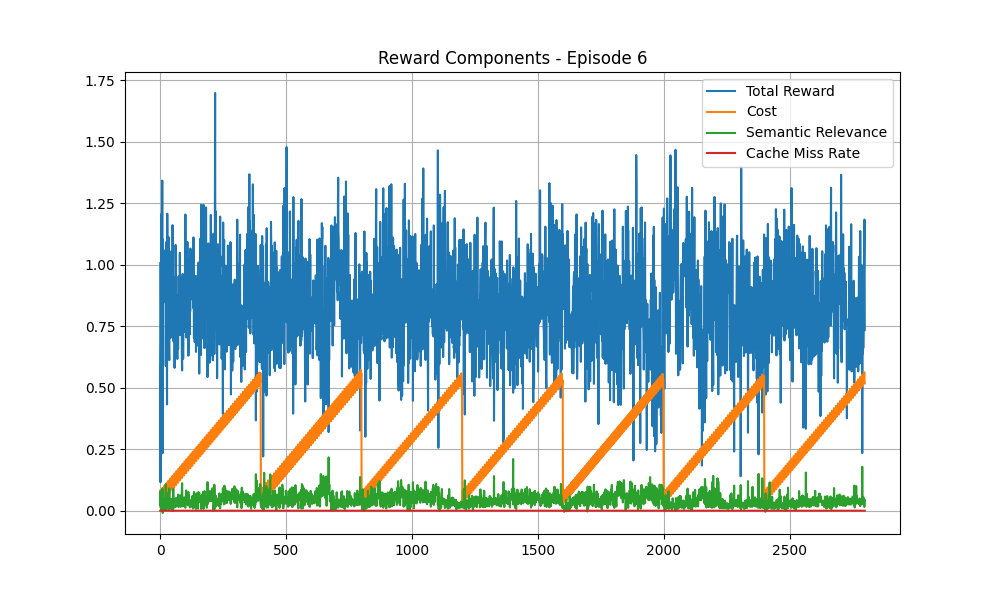 Reward Components - Episode 6
Total Reward
Cost
Semantic Relevance
Cache Miss Rate
1.75
1.50
1.25
1.00
0.75
0.50
0.25
0.00
0
500
1000
1500
2000
2500